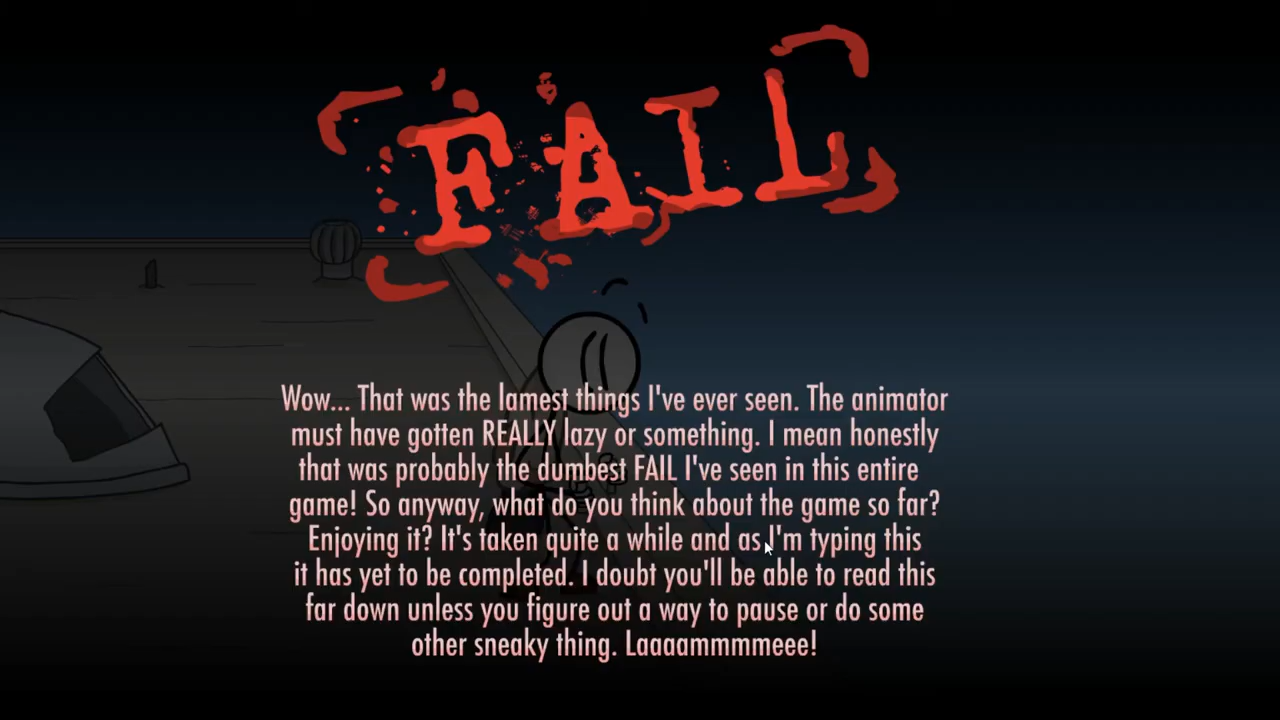 FAIL
Wow... That was the lamest things I've ever seen. The animator
must have gotten REALLY lazy or something. I mean honestly
that was probably the dumbest FAIL I've seen in this entire
game! So anyway, what do you think about the game so far?
Enjoying it? It's taken quite a while and as I'm typing this
it has yet to be completed. I doubt you'll be able to read this
far down unless you figure out a way to pause or do some
other sneaky thing. Laaaammmmeee!